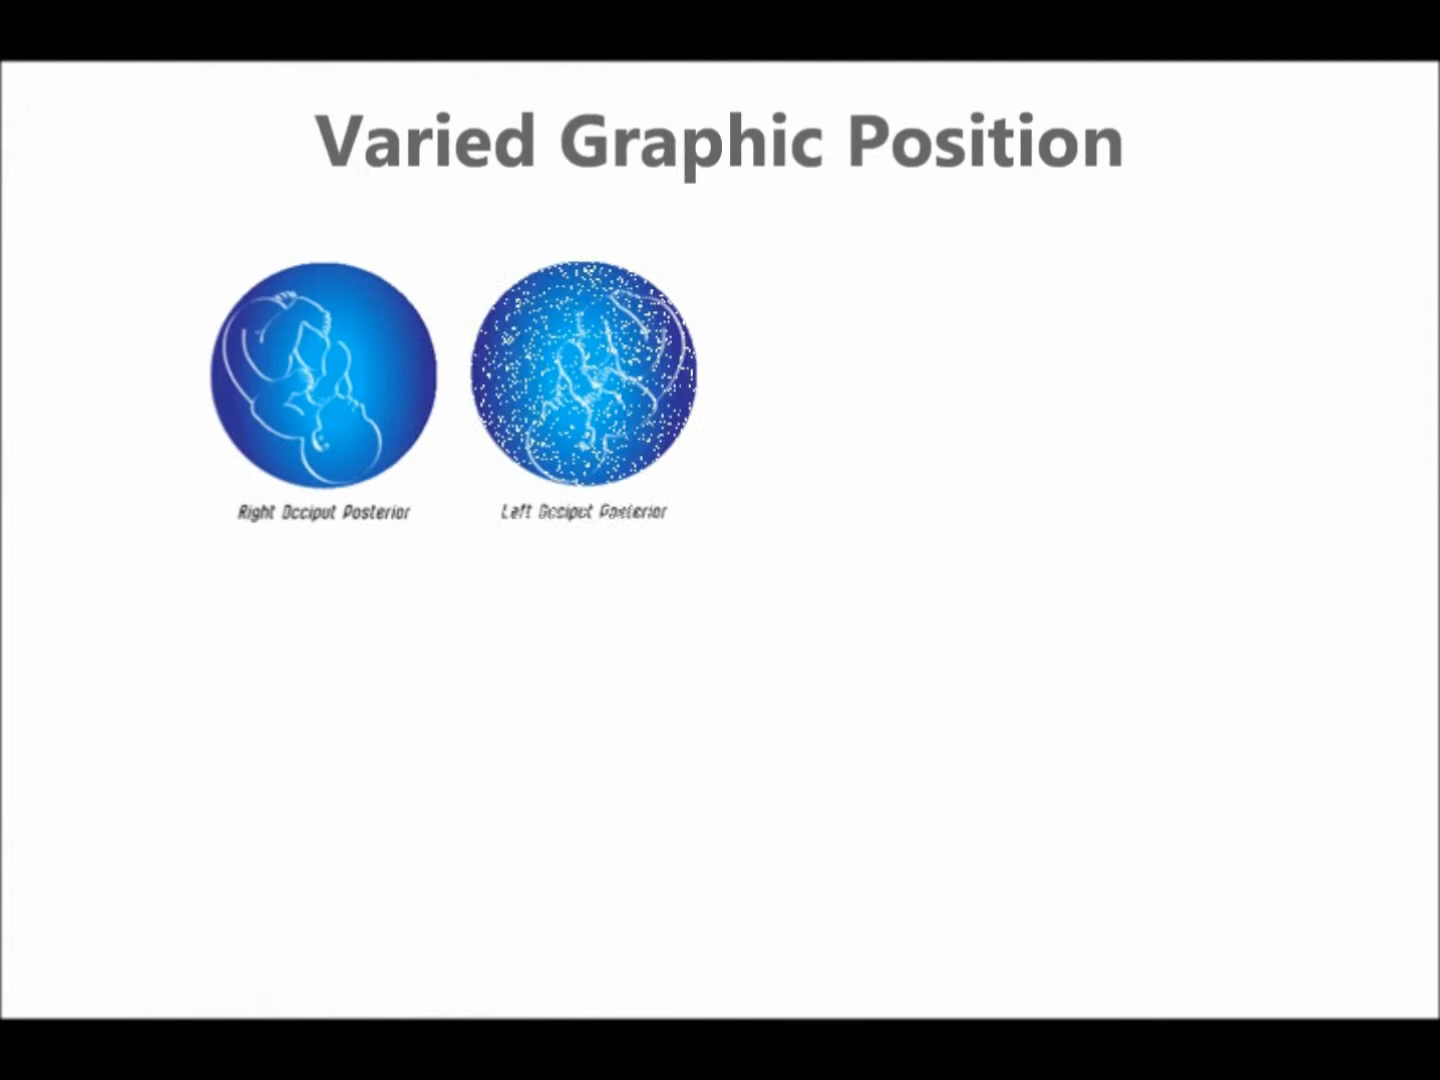 Varied Graphic Position
Right Occiput Posterior
Left Occiput Posterior